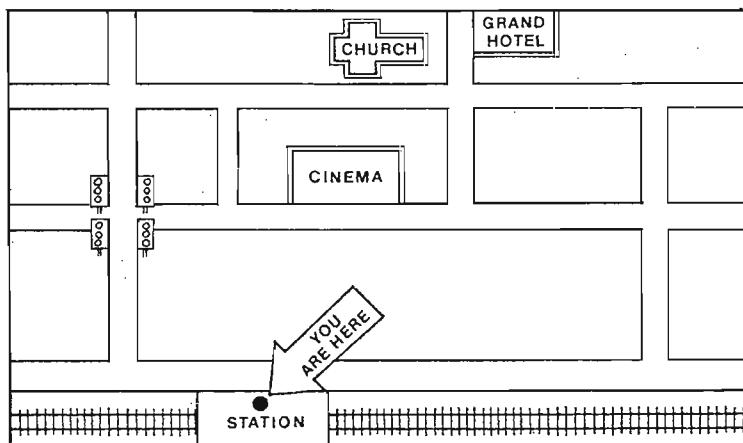 GRAND
HOTEL
CHURCH
CINEMA
YOU
ARE HERE
STATION